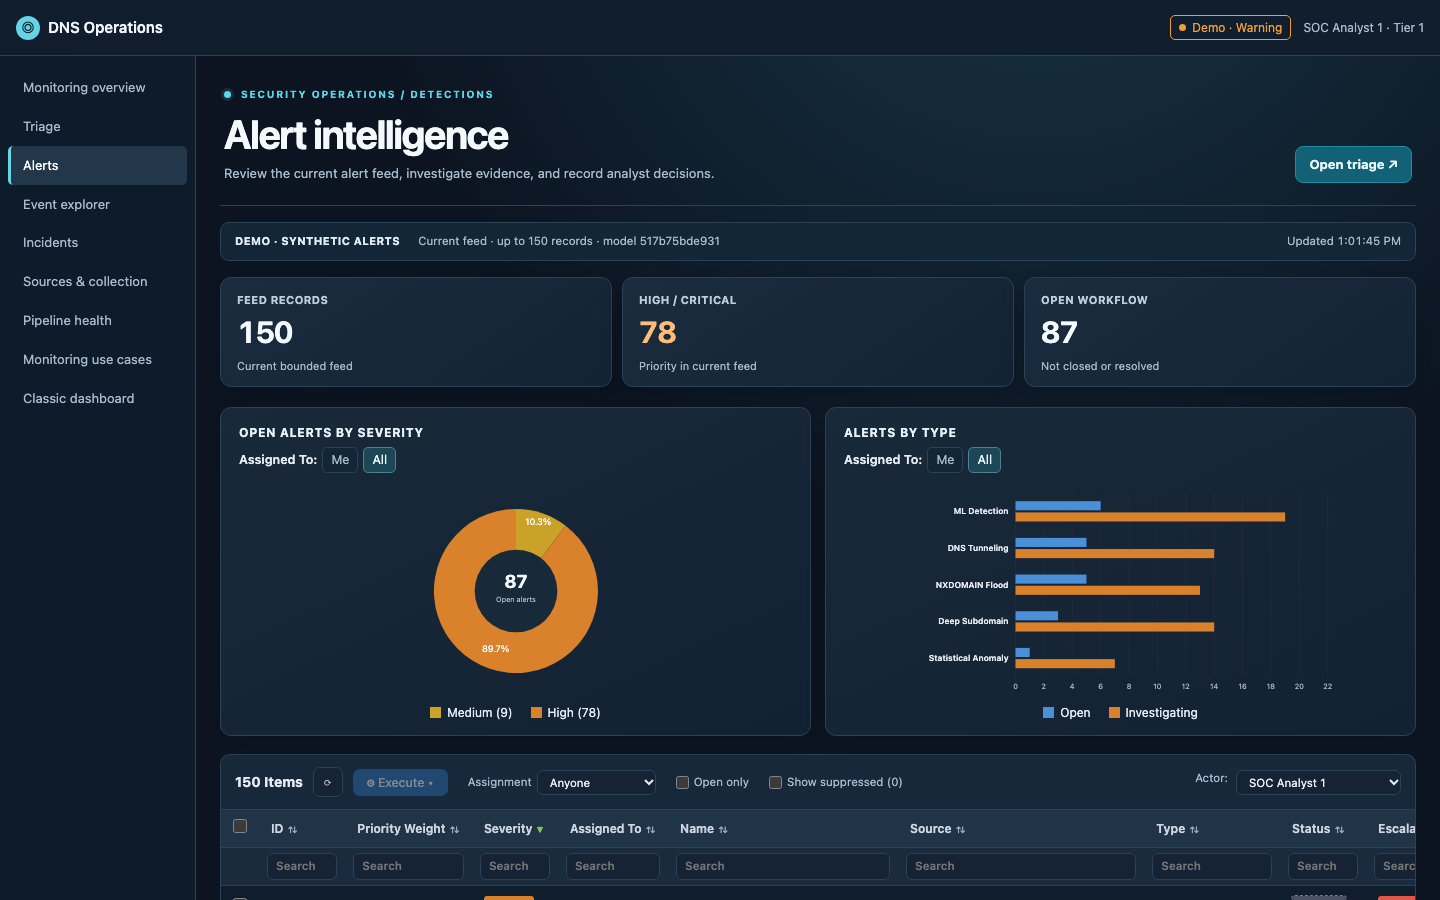 DNS Operations
Demo · Warning
SOC Analyst 1 · Tier 1
Monitoring overview
Triage
Alerts
Event explorer
Incidents
Sources & collection
Pipeline health
Monitoring use cases
Classic dashboard
SECURITY OPERATIONS / DETECTIONS
Alert intelligence
Review the current alert feed, investigate evidence, and record analyst decisions.
Open triage ↗
DEMO · SYNTHETIC ALERTS
Current feed · up to 150 records · model 517b75bde931
Updated 1:01:45 PM
FEED RECORDS
150
Current bounded feed
HIGH / CRITICAL
78
Priority in current feed
OPEN WORKFLOW
87
Not closed or resolved
OPEN ALERTS BY SEVERITY
Assigned To: Me All
10.3%
87
Open alerts
89.7%
Medium (9) High (78)
ALERTS BY TYPE
Assigned To: Me All
ML Detection
DNS Tunneling
NXDOMAIN Flood
Deep Subdomain
Statistical Anomaly
0 2 4 6 8 10 12 14 16 18 20 22
Open Investigating
150 Items
⟳
⚙ Execute ▾
Assignment Anyone
Open only
Show suppressed (0)
Actor: SOC Analyst 1
ID ⇅ Priority Weight ⇅ Severity ▼ Assigned To ⇅ Name ⇅ Source ⇅ Type ⇅ Status ⇅ Escala
Search Search Search Search Search Search Search Search Searc